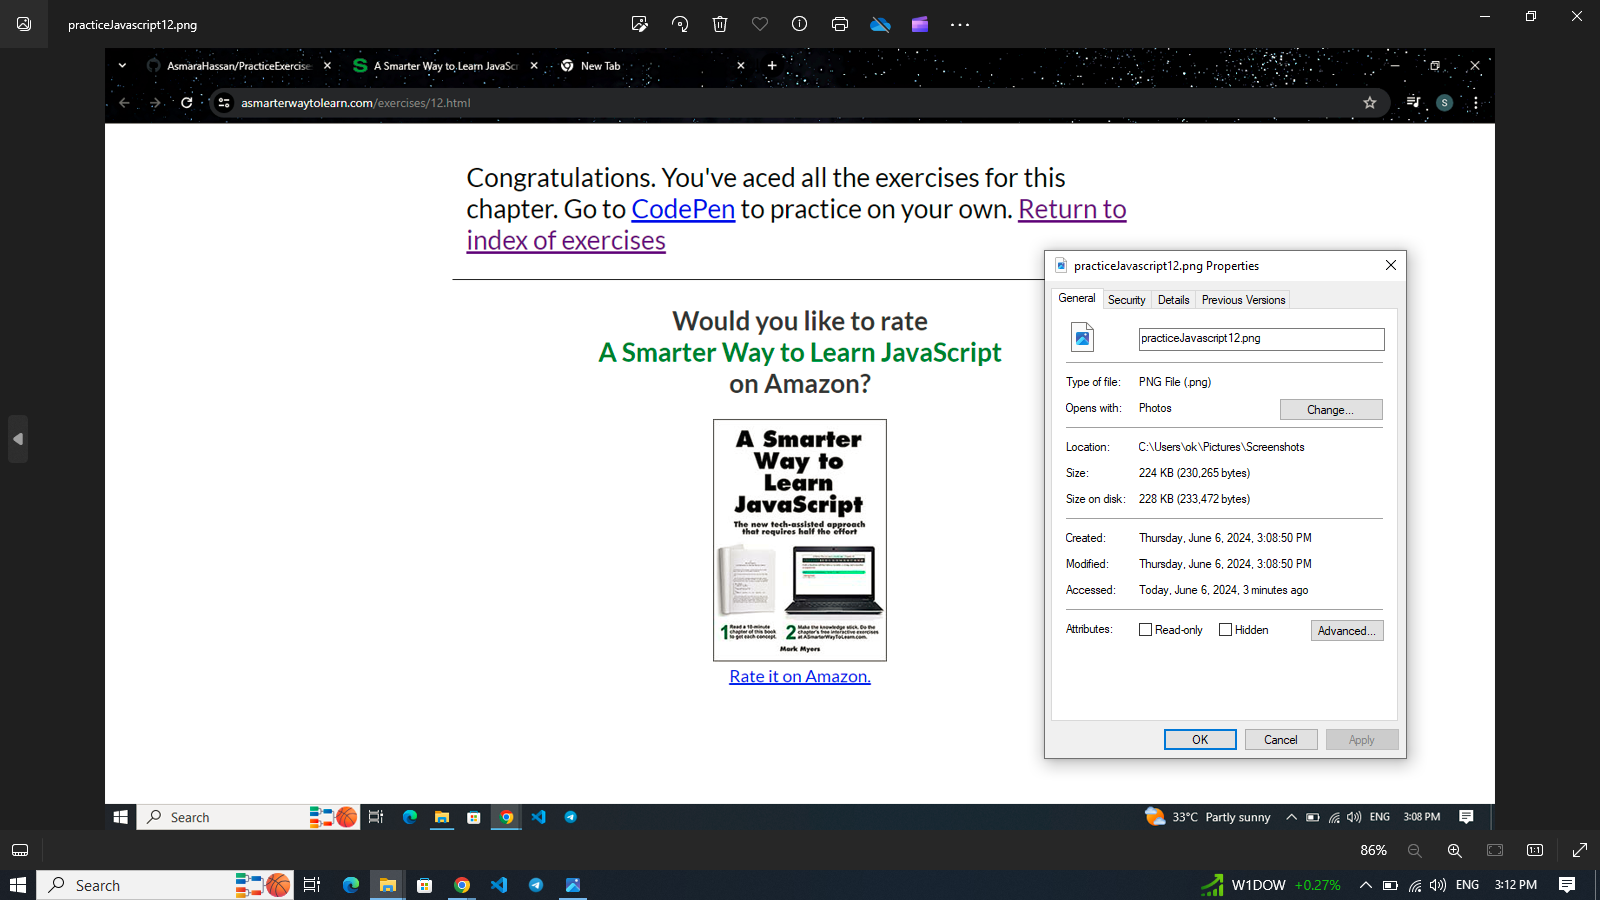 practiceJavascript12.png
AsmaraHassan/PracticeExercise
A Smarter Way to Learn JavaScr
New Tab
asmarterwaytolearn.com/exercises/12.html
S
Congratulations. You've aced all the exercises for this
chapter. Go to CodePen to practice on your own. Return to
index of exercises
Would you like to rate
A Smarter Way to Learn JavaScript
on Amazon?
A Smarter
Way to
Learn
JavaScript
The new tech-assisted approach
that requires half the effort
1 Read a 10-minute
chapter of this book
to get each concept.
2 Make the knowledge stick. Do the
chapter's free interactive exercises
at ASmarterWayToLearn.com.
Mark Myers
Rate it on Amazon.
practiceJavascript12.png Properties
General
Security
Details
Previous Versions
practiceJavascript12.png
Type of file: PNG File (.png)
Opens with: Photos
Change...
Location: C:\Users\ok\Pictures\Screenshots
Size: 224 KB (230,265 bytes)
Size on disk: 228 KB (233,472 bytes)
Created: Thursday, June 6, 2024, 3:08:50 PM
Modified: Thursday, June 6, 2024, 3:08:50 PM
Accessed: Today, June 6, 2024, 3 minutes ago
Attributes: Read-only Hidden Advanced...
OK Cancel Apply
Search
33°C Partly sunny
ENG
3:08 PM
86%
1:1
Search
W1DOW +0.27%
ENG
3:12 PM